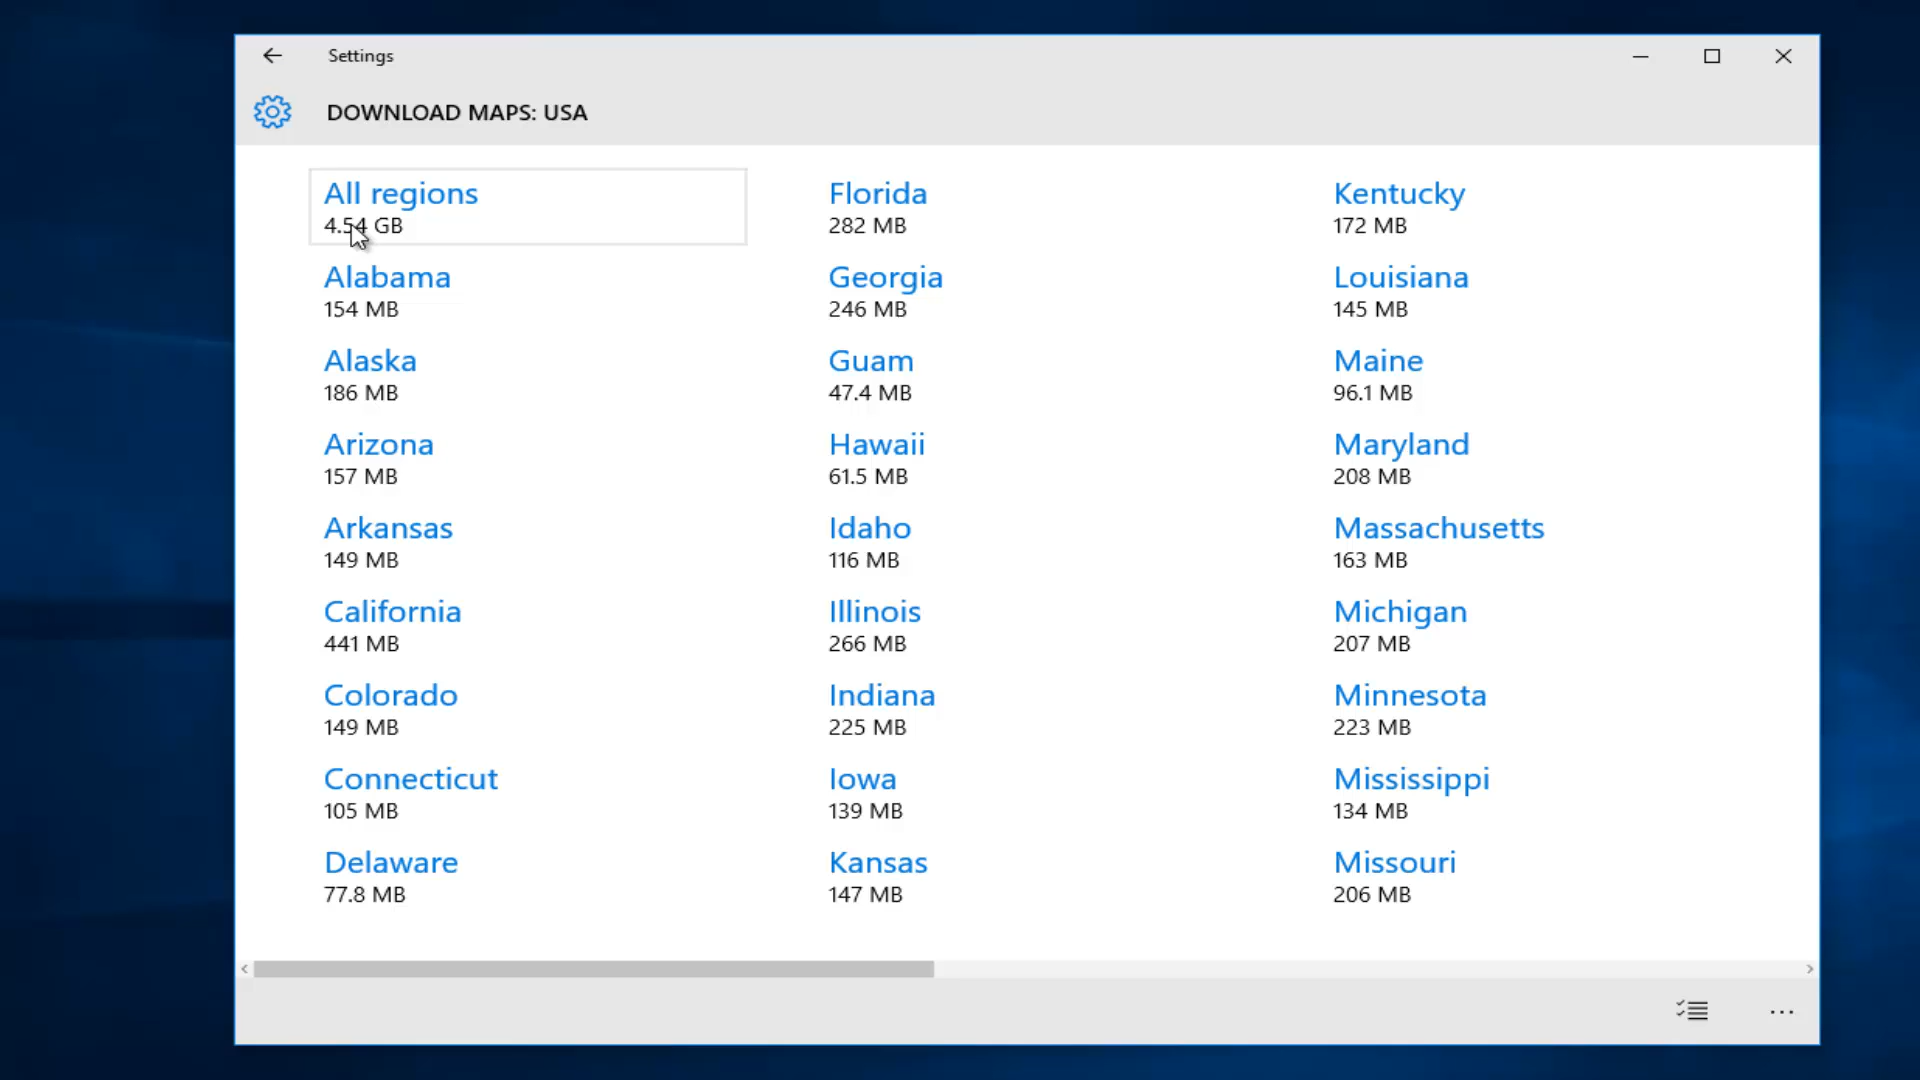 Settings
DOWNLOAD MAPS: USA
All regions
4.54 GB
Alabama
154 MB
Alaska
186 MB
Arizona
157 MB
Arkansas
149 MB
California
441 MB
Colorado
149 MB
Connecticut
105 MB
Delaware
77.8 MB
Florida
282 MB
Georgia
246 MB
Guam
47.4 MB
Hawaii
61.5 MB
Idaho
116 MB
Illinois
266 MB
Indiana
225 MB
Iowa
139 MB
Kansas
147 MB
Kentucky
172 MB
Louisiana
145 MB
Maine
96.1 MB
Maryland
208 MB
Massachusetts
163 MB
Michigan
207 MB
Minnesota
223 MB
Mississippi
134 MB
Missouri
206 MB